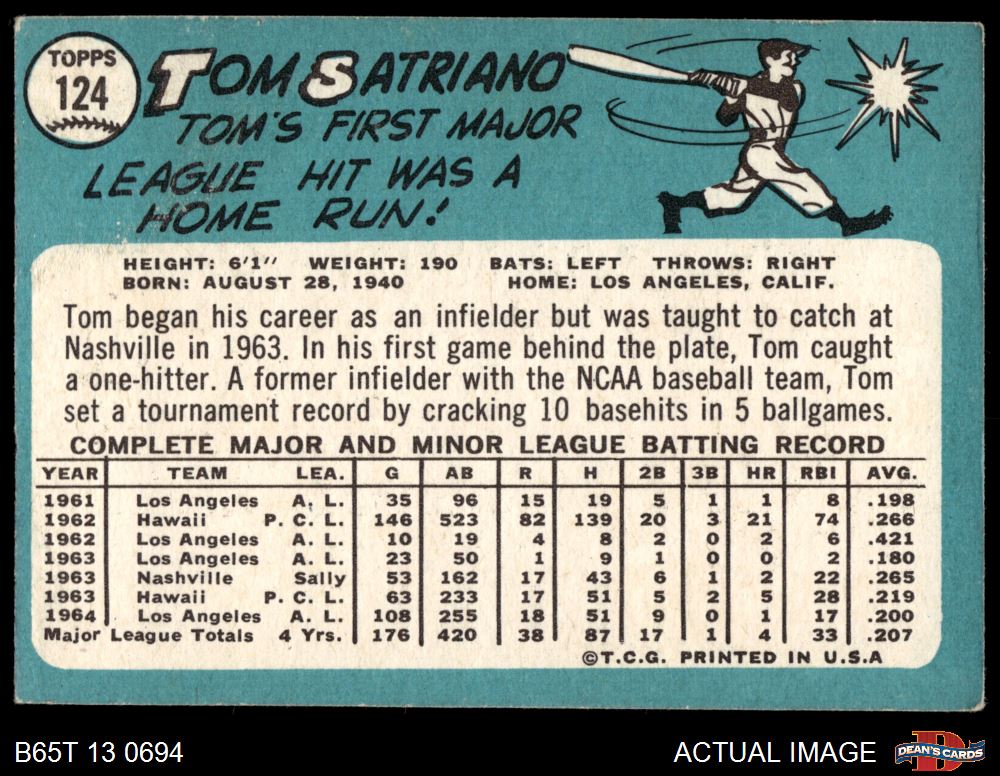 TOPPS
124
TOM SATRIANO
TOM'S FIRST MAJOR
LEAGUE HIT WAS A
HOME RUN!
HEIGHT: 6'1" WEIGHT: 190 BATS: LEFT THROWS: RIGHT
BORN: AUGUST 28, 1940 HOME: LOS ANGELES, CALIF.
Tom began his career as an infielder but was taught to catch at
Nashville in 1963. In his first game behind the plate, Tom caught
a one-hitter. A former infielder with the NCAA baseball team, Tom
set a tournament record by cracking 10 basehits in 5 ballgames.
COMPLETE MAJOR AND MINOR LEAGUE BATTING RECORD
YEAR TEAM LEA. G AB R H 2B 3B HR RBI AVG.
1961 Los Angeles A. L. 35 96 15 19 5 1 1 8 .198
1962 Hawaii P. C. L. 146 523 82 139 20 3 21 74 .266
1962 Los Angeles A. L. 10 19 4 8 2 0 2 6 .421
1963 Los Angeles A. L. 23 50 1 9 1 0 0 2 .180
1963 Nashville Sally 53 162 17 43 6 1 2 22 .265
1963 Hawaii P. C. L. 63 233 17 51 5 2 5 28 .219
1964 Los Angeles A. L. 108 255 18 51 9 0 1 17 .200
Major League Totals 4 Yrs. 176 420 38 87 17 1 4 33 .207
©T.C.G. PRINTED IN U.S.A
B65T 13 0694 ACTUAL IMAGE DEAN'S CARDS